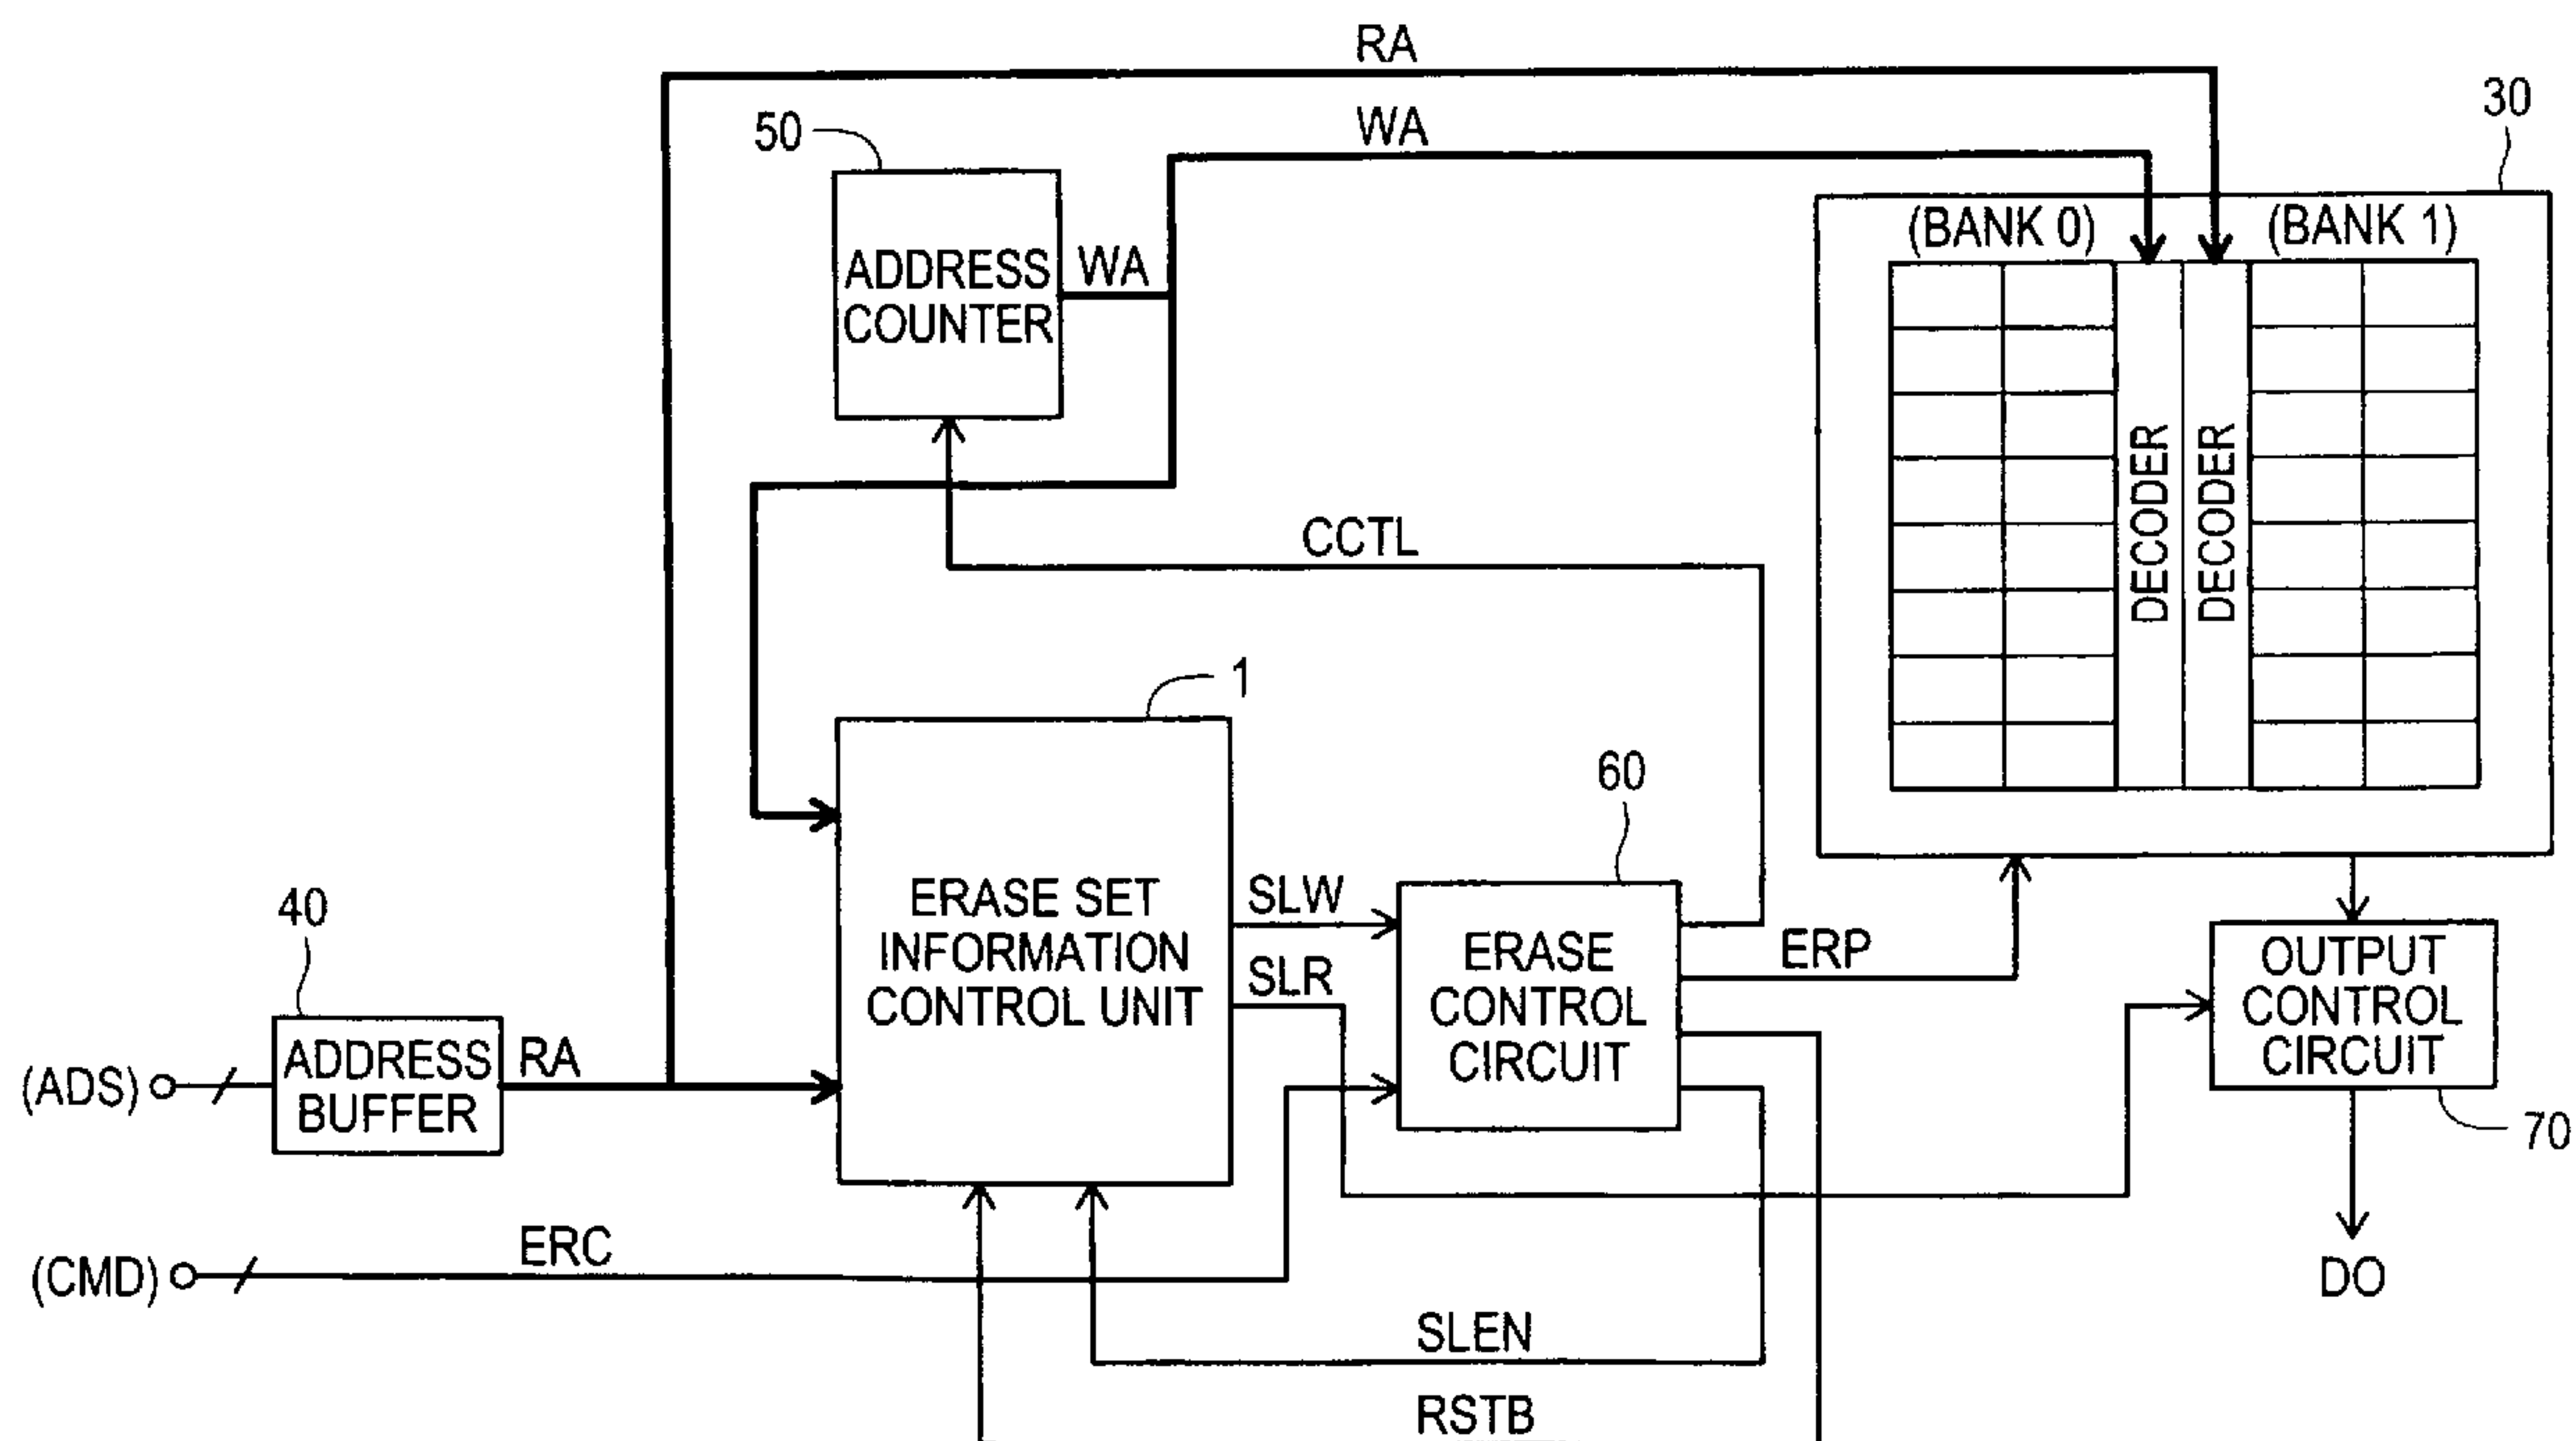 RA
WA
50
30
(BANK 0)
(BANK 1)
ADDRESS
COUNTER
WA
DECODER
DECODER
CCTL
1
60
40
ERASE SET
INFORMATION
CONTROL UNIT
SLW
SLR
ERASE
CONTROL
CIRCUIT
ERP
OUTPUT
CONTROL
CIRCUIT
70
(ADS)
ADDRESS
BUFFER
RA
(CMD)
ERC
DO
SLEN
RSTB